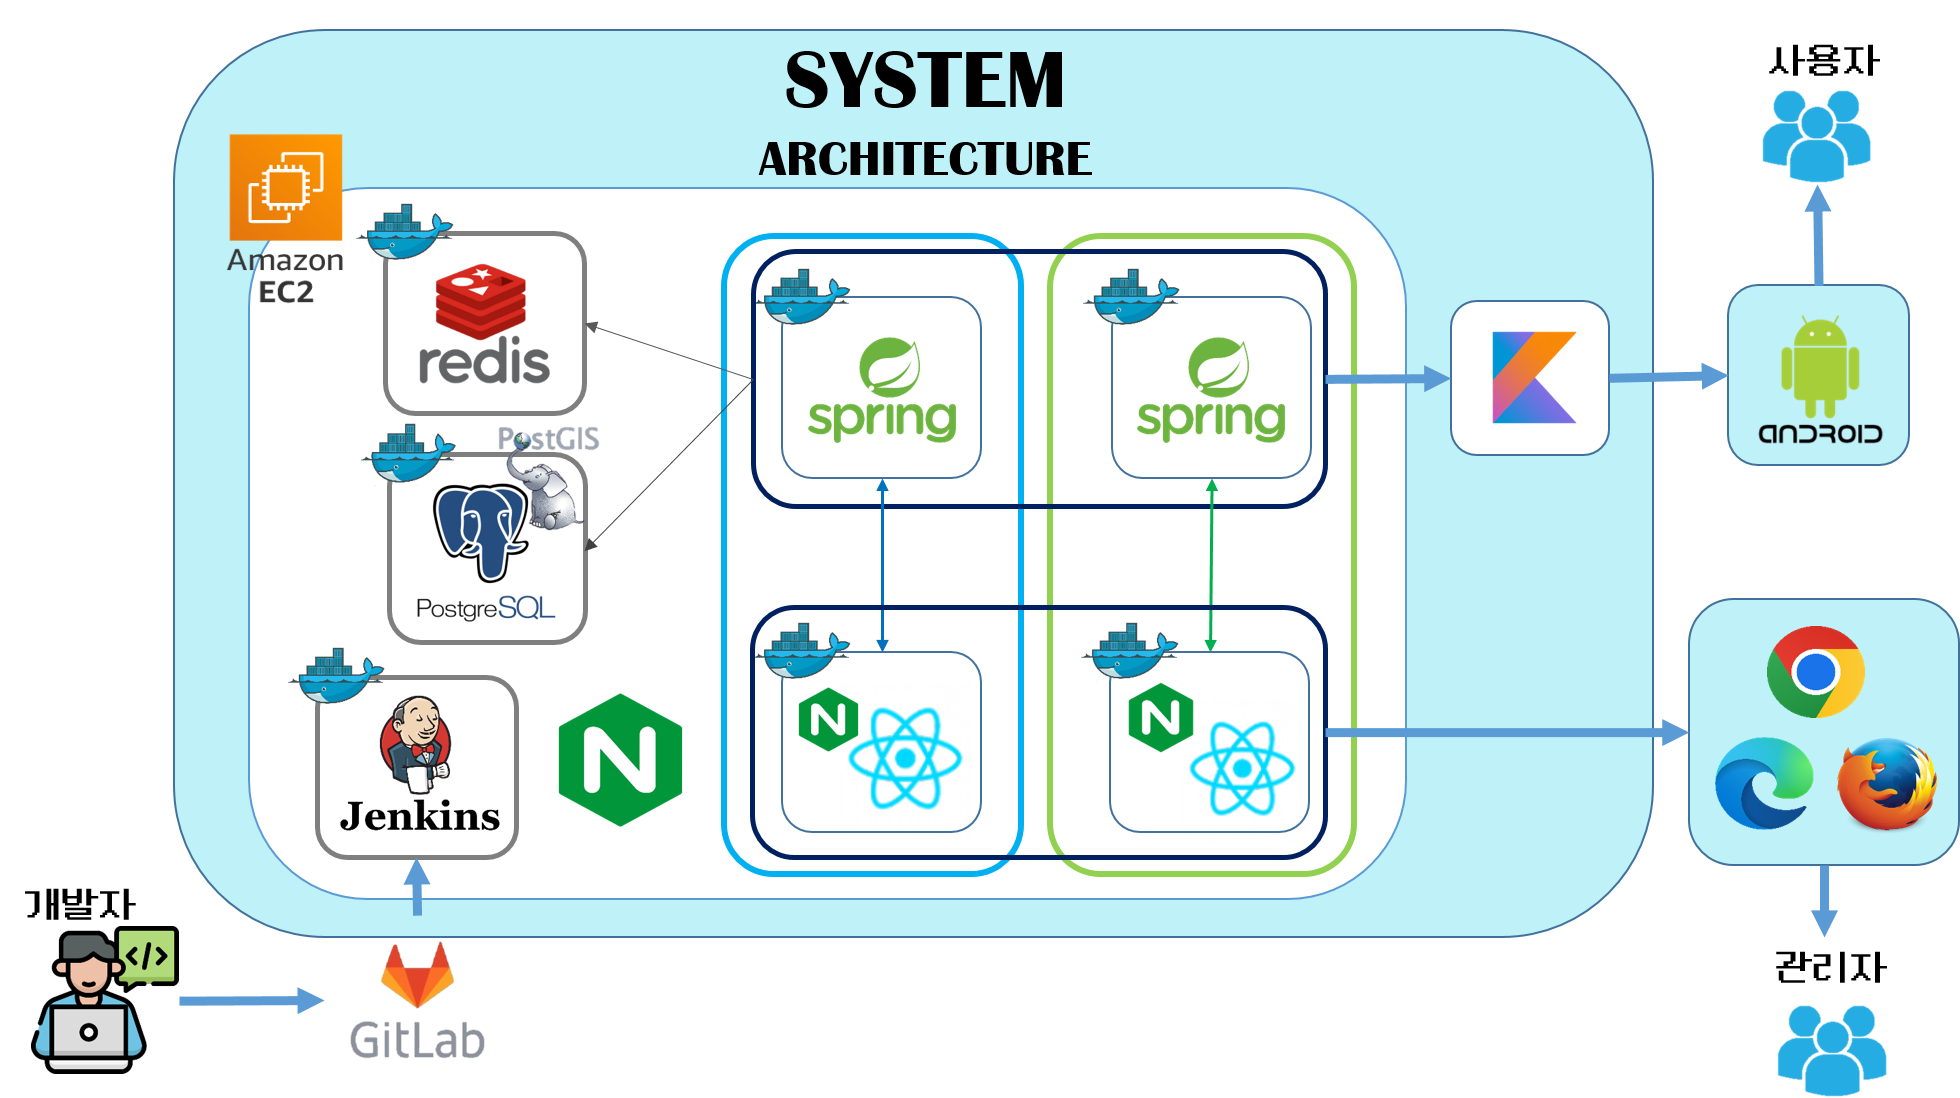 SYSTEM
ARCHITECTURE
사용자
Amazon
EC2
redis
spring
spring
ANDROID
PostGIS
PostgreSQL
N
N
N
Jenkins
개발자
</>
GitLab
관리자